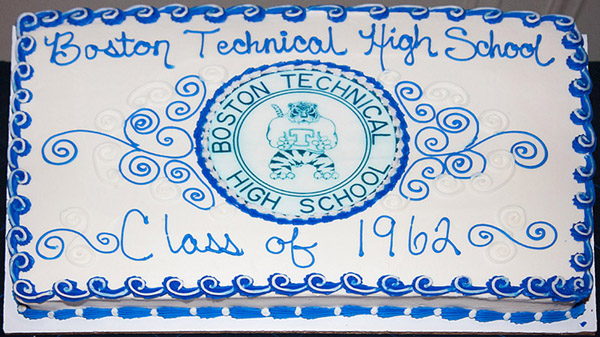 Boston Technical High School
BOSTON TECHNICAL
T
HIGH SCHOOL
Class of 1962